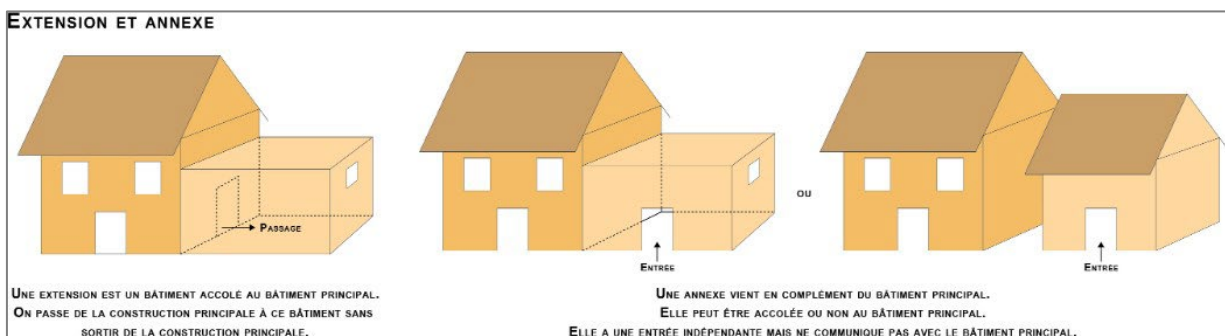 EXTENSION ET ANNEXE
PASSAGE
OU
ENTRÉE
ENTRÉE
UNE EXTENSION EST UN BÂTIMENT ACCOLÉ AU BÂTIMENT PRINCIPAL.
ON PASSE DE LA CONSTRUCTION PRINCIPALE À CE BÂTIMENT SANS
SORTIR DE LA CONSTRUCTION PRINCIPALE.
UNE ANNEXE VIENT EN COMPLÉMENT DU BÂTIMENT PRINCIPAL.
ELLE PEUT ÊTRE ACCOLÉE OU NON AU BÂTIMENT PRINCIPAL.
ELLE A UNE ENTRÉE INDÉPENDANTE MAIS NE COMMUNIQUE PAS AVEC LE BÂTIMENT PRINCIPAL.